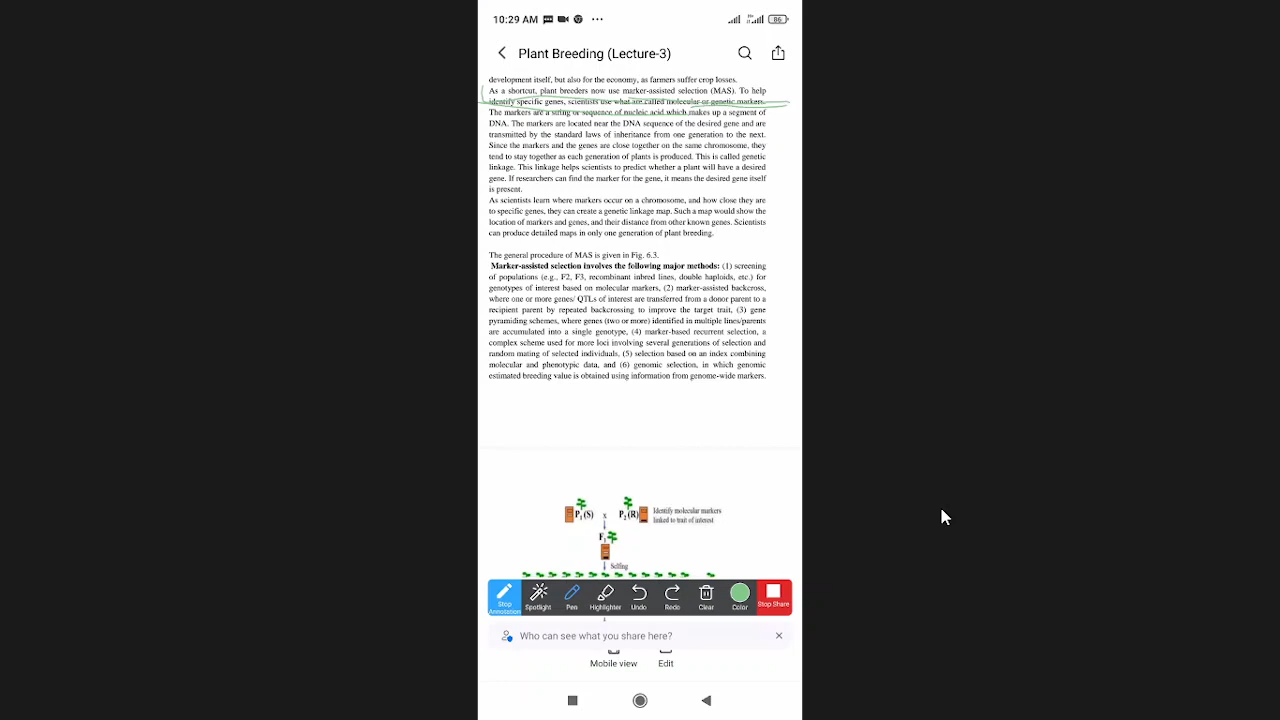 10:29 AM
86
Plant Breeding (Lecture-3)
development itself, but also for the economy, as farmers suffer crop losses.
As a shortcut, plant breeders now use marker-assisted selection (MAS). To help
identify specific genes, scientists use what are called molecular or genetic markers.
The markers are a string or sequence of nucleic acid which makes up a segment of
DNA. The markers are located near the DNA sequence of the desired gene and are
transmitted by the standard laws of inheritance from one generation to the next.
Since the markers and the genes are close together on the same chromosome, they
tend to stay together as each generation of plants is produced. This is called genetic
linkage. This linkage helps scientists to predict whether a plant will have a desired
gene. If researchers can find the marker for the gene, it means the desired gene itself
is present.
As scientists learn where markers occur on a chromosome, and how close they are
to specific genes, they can create a genetic linkage map. Such a map would show the
location of markers and genes, and their distance from other known genes. Scientists
can produce detailed maps in only one generation of plant breeding.
The general procedure of MAS is given in Fig. 6.3.
Marker-assisted selection involves the following major methods: (1) screening
of populations (e.g., F2, F3, recombinant inbred lines, double haploids, etc.) for
genotypes of interest based on molecular markers, (2) marker-assisted backcross,
where one or more genes/ QTLs of interest are transferred from a donor parent to a
recipient parent by repeated backcrossing to improve the target trait, (3) gene
pyramiding schemes, where genes (two or more) identified in multiple lines/parents
are accumulated into a single genotype, (4) marker-based recurrent selection, a
complex scheme used for more loci involving several generations of selection and
random mating of selected individuals, (5) selection based on an index combining
molecular and phenotypic data, and (6) genomic selection, in which genomic
estimated breeding value is obtained using information from genome-wide markers.
P1 (S) x P2 (R) Identify molecular markers
linked to trait of interest
F1
Selfing
Stop Annotation Spotlight Pen Highlighter Undo Redo Clear Color Stop Share
Who can see what you share here?
Mobile view Edit